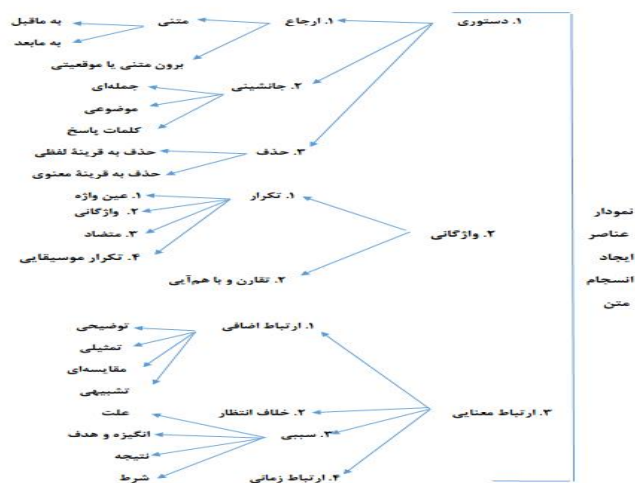 نمودار
عناصر
ایجاد
انسجام
متن
۱. دستوری
۱. ارجاع
متنی
به ماقبل
به مابعد
برون متنی یا موقعیتی
۲. جانشینی
جمله‌ای
موضوعی
کلمات پاسخ
۳. حذف
حذف به قرینۀ لفظی
حذف به قرینۀ معنوی
۲. واژگانی
۱. تکرار
۱. عین واژه
۲. واژگانی
۳. متضاد
۴. تکرار موسیقایی
۲. تقارن و با هم‌آیی
۳. ارتباط معنایی
۱. ارتباط اضافی
توضیحی
تمثیلی
مقایسه‌ای
تشبیهی
۲. خلاف انتظار
۳. سببی
علت
انگیزه و هدف
نتیجه
شرط
۴. ارتباط زمانی